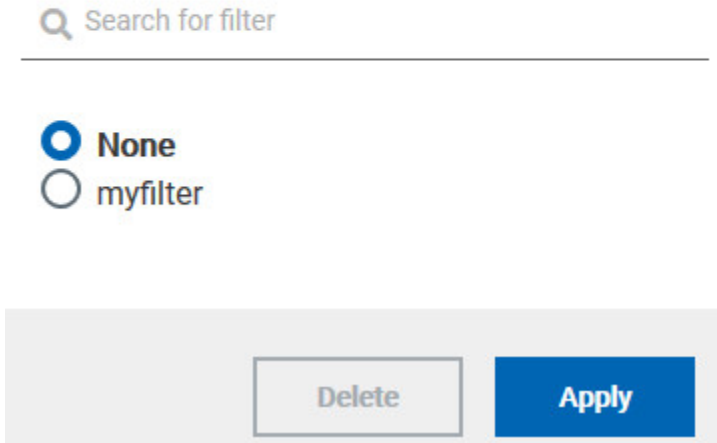 Search for filter
None
myfilter
Delete
Apply